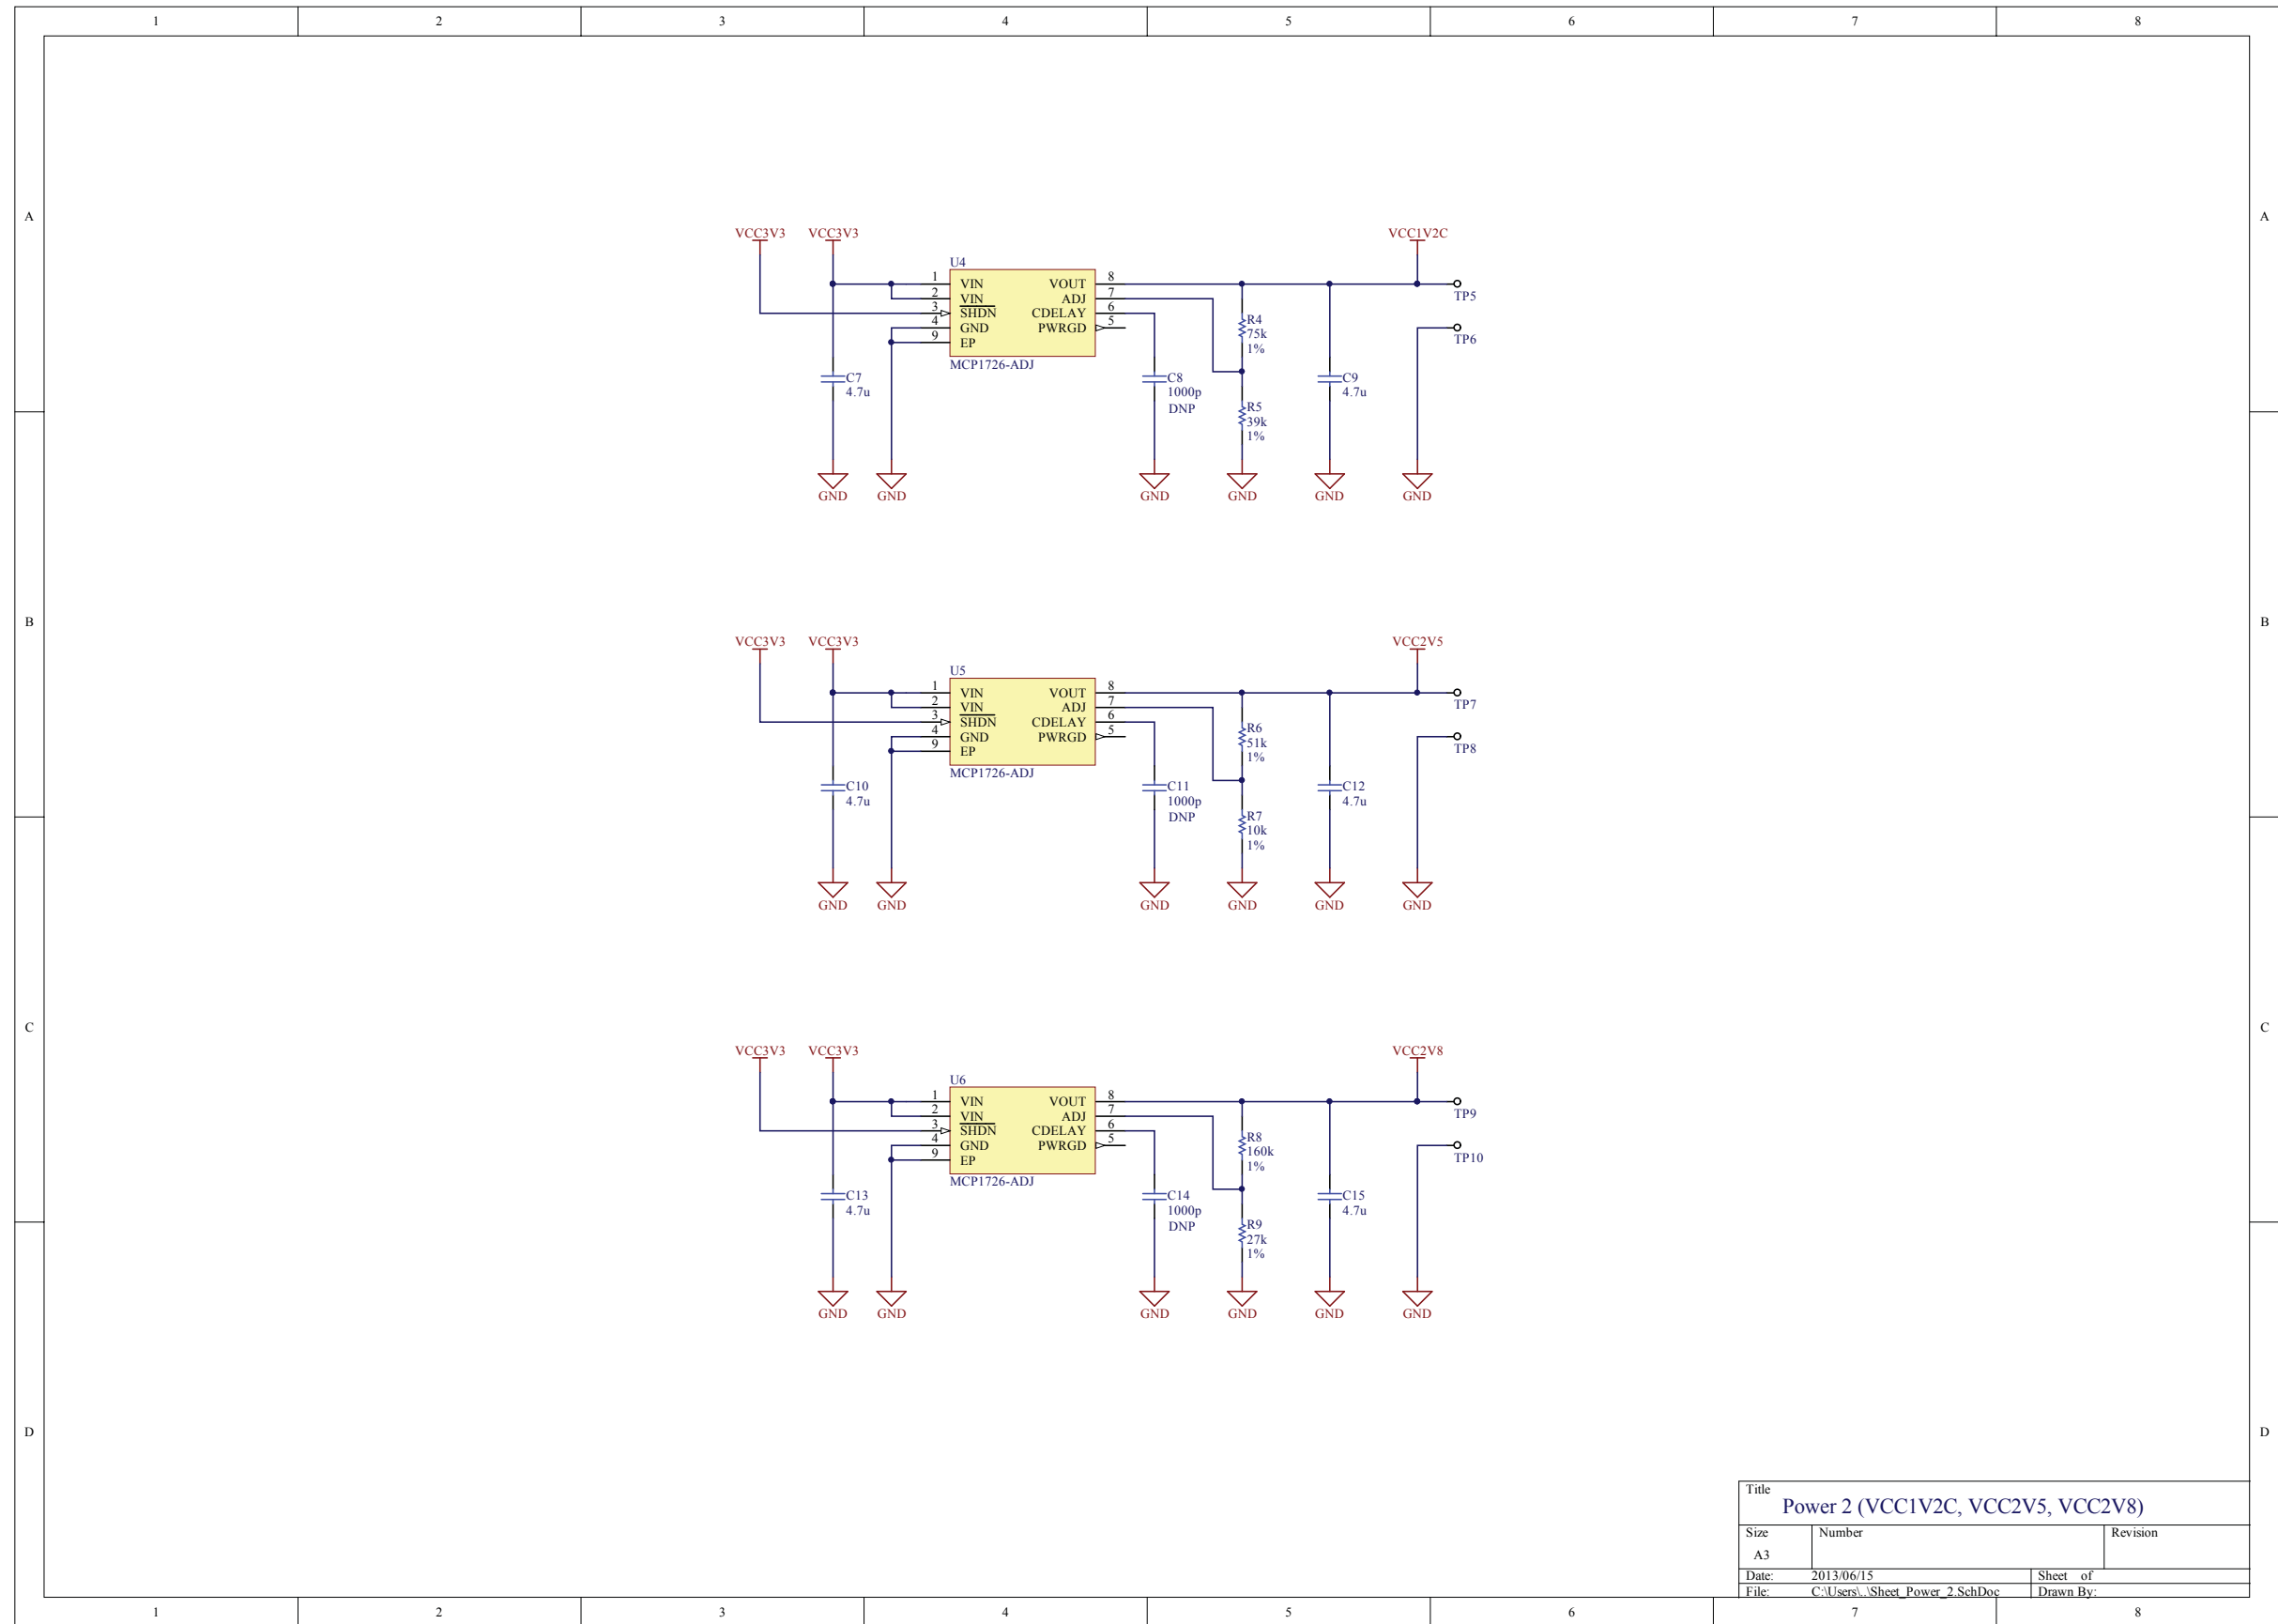 1 2 3 4 5 6 7 8
A A
VCC3V3 VCC3V3 VCC1V2C
U4
1 VIN VOUT 8
2 VIN ADJ 7
3 SHDN CDELAY 6
4 GND PWRGD 5
9 EP
MCP1726-ADJ
TP5
TP6
R4
75k
1%
C7
4.7u
C8
1000p
DNP
C9
4.7u
R5
39k
1%
GND GND GND GND GND GND
B B
VCC3V3 VCC3V3 VCC2V5
U5
1 VIN VOUT 8
2 VIN ADJ 7
3 SHDN CDELAY 6
4 GND PWRGD 5
9 EP
MCP1726-ADJ
TP7
TP8
R6
51k
1%
C10
4.7u
C11
1000p
DNP
C12
4.7u
R7
10k
1%
GND GND GND GND GND GND
C C
VCC3V3 VCC3V3 VCC2V8
U6
1 VIN VOUT 8
2 VIN ADJ 7
3 SHDN CDELAY 6
4 GND PWRGD 5
9 EP
MCP1726-ADJ
TP9
TP10
R8
160k
1%
C13
4.7u
C14
1000p
DNP
C15
4.7u
R9
27k
1%
GND GND GND GND GND GND
D D
Title
Power 2 (VCC1V2C, VCC2V5, VCC2V8)
Size Number Revision
A3
Date: 2013/06/15 Sheet of
File: C:\Users\..\Sheet_Power_2.SchDoc Drawn By:
1 2 3 4 5 6 7 8